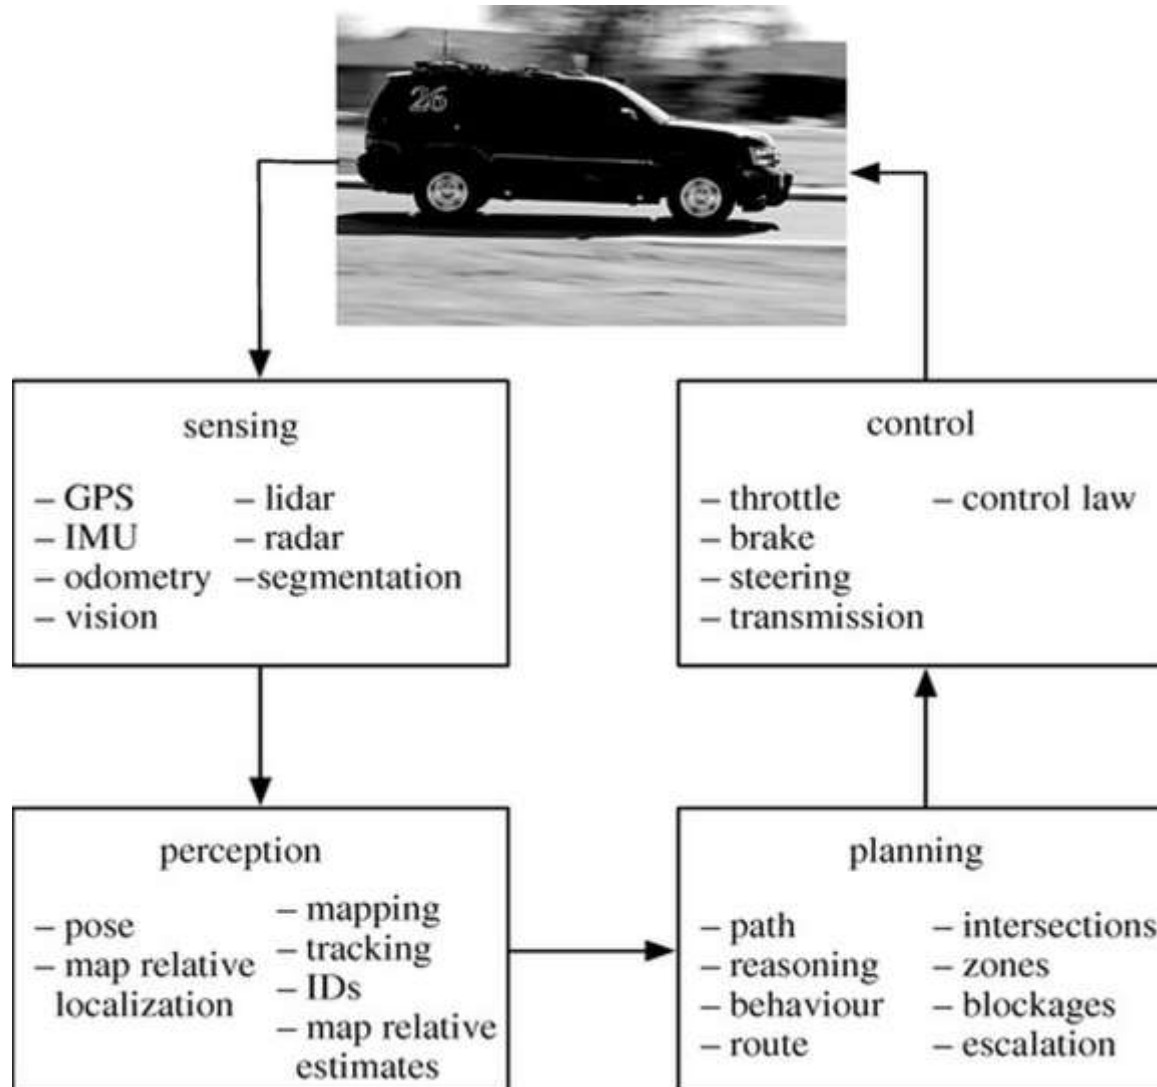 26
sensing
– GPS
– IMU
– odometry
– vision
– lidar
– radar
–segmentation
control
– throttle
– brake
– steering
– transmission
– control law
perception
– pose
– map relative
localization
– mapping
– tracking
– IDs
– map relative
estimates
planning
– path
– reasoning
– behaviour
– route
– intersections
– zones
– blockages
– escalation